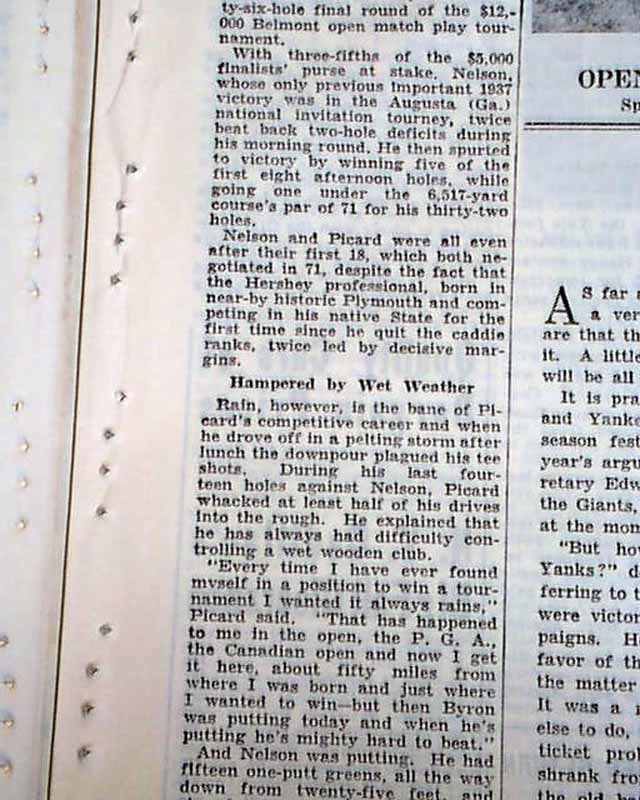 ty-six-hole final round of the $12,-
000 Belmont open match play tour-
nament.
With three-fifths of the $5,000
finalists' purse at stake, Nelson,
whose only previous important 1937
victory was in the Augusta (Ga.)
national invitation tourney, twice
beat back two-hole deficits during
his morning round. He then spurted
to victory by winning five of the
first eight afternoon holes, while
going one under the 6,517-yard
course's par of 71 for his thirty-two
holes.
Nelson and Picard were all even
after their first 18, which both ne-
gotiated in 71, despite the fact that
the Hershey professional, born in
near-by historic Plymouth and com-
peting in his native State for the
first time since he quit the caddie
ranks, twice led by decisive mar-
gins.
Hampered by Wet Weather
Rain, however, is the bane of Pi-
card's competitive career and when
he drove off in a pelting storm after
lunch the downpour plagued his tee
shots. During his last four-
teen holes against Nelson, Picard
whacked at least half of his drives
into the rough. He explained that
he has always had difficulty con-
trolling a wet wooden club.
"Every time I have ever found
myself in a position to win a tour-
nament I wanted it always rains,"
Picard said. "That has happened
to me in the open, the P. G. A.,
the Canadian open and now I get
it here, about fifty miles from
where I was born and just where
I wanted to win—but then Byron
was putting today and when he's
putting he's mighty hard to beat."
And Nelson was putting. He had
fifteen one-putt greens, all the way
down from twenty-five feet, and
OPEN
Sp
AS far a
a ver
are that th
it. A little
will be all
It is pra
and Yanke
season fest
year's argu
retary Edw
the Giants,
at the mom
"But how
Yanks?" d
ferring to t
were victor
paigns. He
favor of th
the matter
It was a
else to do,
ticket prob
shrank fro
the old ba